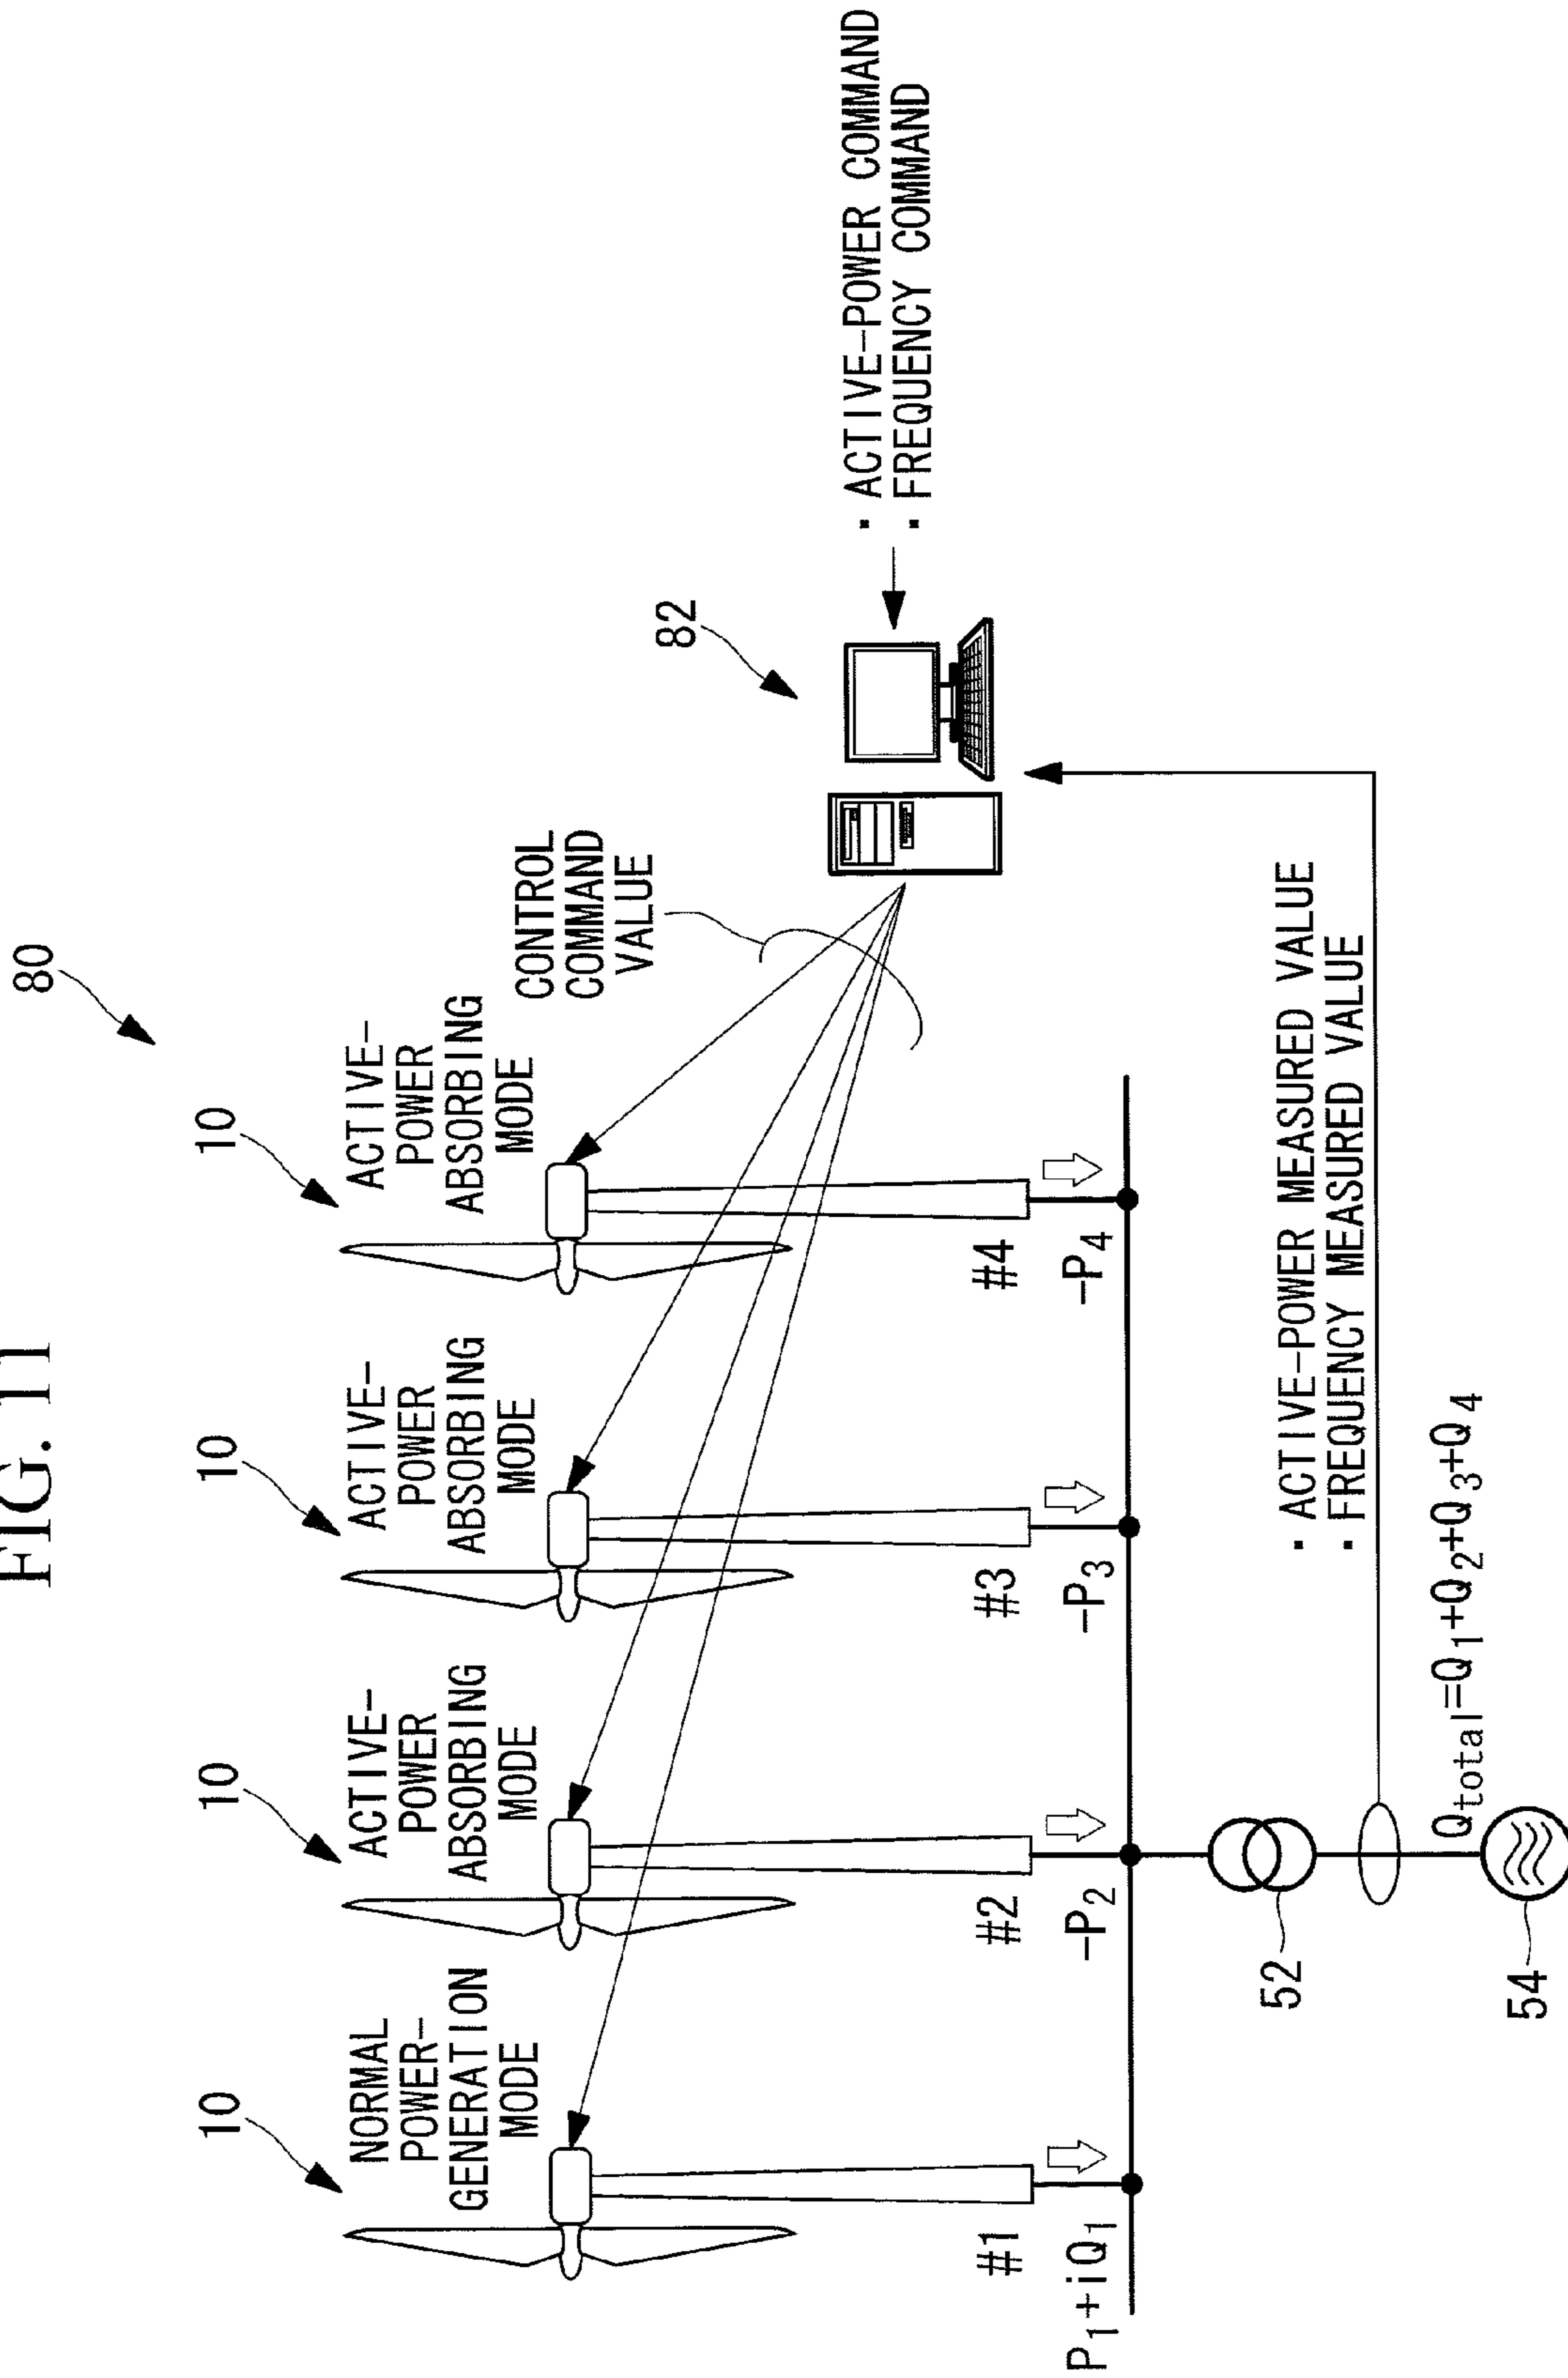 FIG. 11
80
10
10
10
10
NORMAL
POWER-
GENERATION
MODE
ACTIVE-
POWER
ABSORBING
MODE
ACTIVE-
POWER
ABSORBING
MODE
ACTIVE-
POWER
ABSORBING
MODE
CONTROL
COMMAND
VALUE
82
· ACTIVE-POWER COMMAND
· FREQUENCY COMMAND
#1
#2
#3
#4
P1+iQ1
-P2
-P3
-P4
· ACTIVE-POWER MEASURED VALUE
· FREQUENCY MEASURED VALUE
52
Qtotal=Q1+Q2+Q3+Q4
54